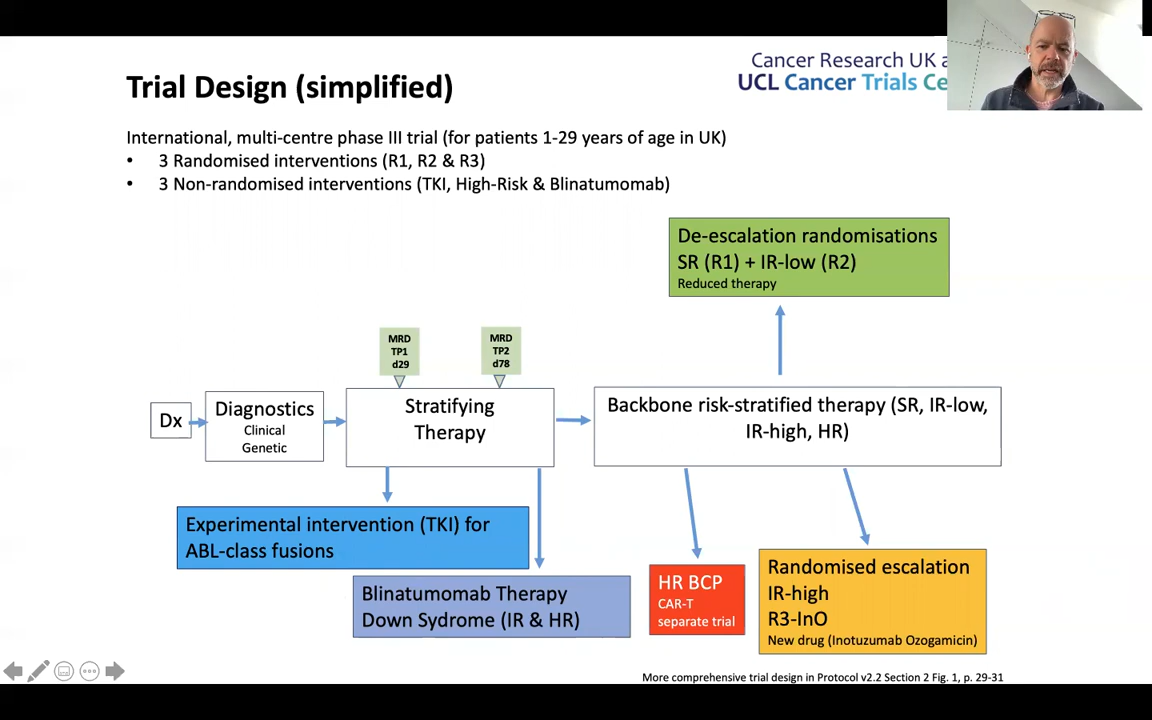 Cancer Research UK
UCL Cancer Trials
Trial Design (simplified)
International, multi-centre phase III trial (for patients 1-29 years of age in UK)
• 3 Randomised interventions (R1, R2 & R3)
• 3 Non-randomised interventions (TKI, High-Risk & Blinatumomab)
De-escalation randomisations
SR (R1) + IR-low (R2)
Reduced therapy
MRD
TP1
d29
MRD
TP2
d78
Dx
Diagnostics
Clinical
Genetic
Stratifying
Therapy
Backbone risk-stratified therapy (SR, IR-low,
IR-high, HR)
Experimental intervention (TKI) for
ABL-class fusions
Blinatumomab Therapy
Down Sydrome (IR & HR)
HR BCP
CAR-T
separate trial
Randomised escalation
IR-high
R3-InO
New drug (Inotuzumab Ozogamicin)
More comprehensive trial design in Protocol v2.2 Section 2 Fig. 1, p. 29-31